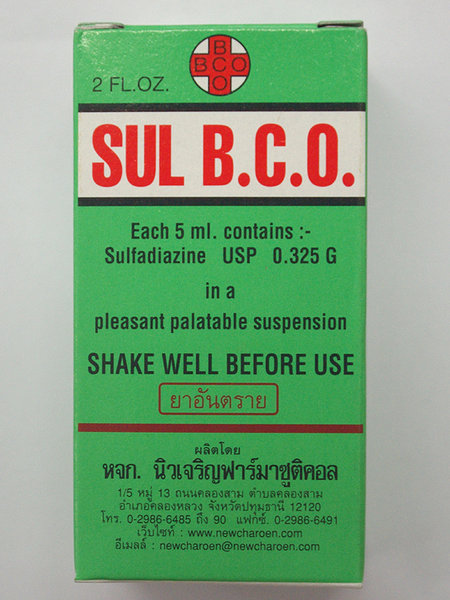 2 FL.OZ.
B
BCO
O
SUL B.C.O.
Each 5 ml. contains :-
Sulfadiazine USP 0.325 G
in a
pleasant palatable suspension
SHAKE WELL BEFORE USE
ยาอันตราย
ผลิตโดย
หจก. นิวเจริญฟาร์มาซูติคอล
1/5 หมู่ 13 ถนนคลองสาม ตำบลคลองสาม
อำเภอคลองหลวง จังหวัดปทุมธานี 12120
โทร. 0-2986-6485 ถึง 90 แฟกซ์. 0-2986-6491
เว็บไซท์ : www.newcharoen.com
อีเมลล์ : newcharoen@newcharoen.com